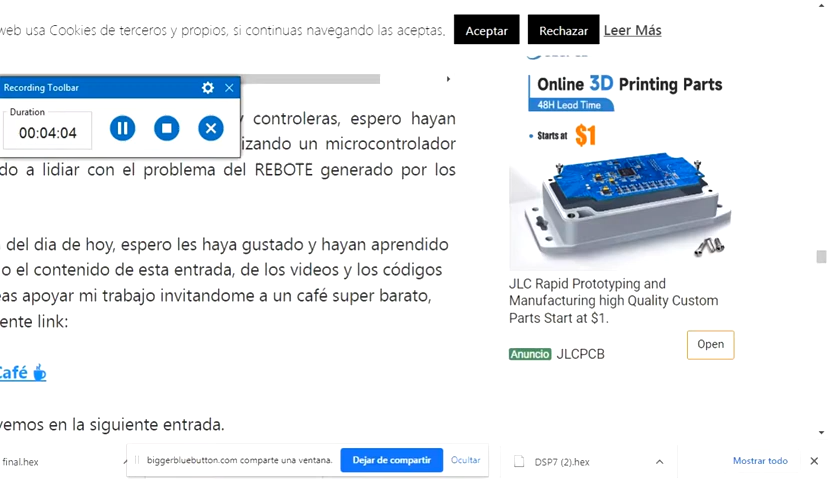 web usa Cookies de terceros y propios, si continuas navegando las aceptas.
Aceptar
Rechazar
Leer Más
Recording Toolbar
Duration
00:04:04
y controleras, espero hayan
izando un microcontrolador
do a lidiar con el problema del REBOTE generado por los
del dia de hoy, espero les haya gustado y hayan aprendido
o el contenido de esta entrada, de los videos y los códigos
eas apoyar mi trabajo invitandome a un café super barato,
ente link:
Café
vemos en la siguiente entrada.
Online 3D Printing Parts
48H Lead Time
• Starts at $1
JLC Rapid Prototyping and
Manufacturing high Quality Custom
Parts Start at $1.
Anuncio JLCPCB
Open
final.hex
biggerbluebutton.com comparte una ventana.
Dejar de compartir
Ocultar
DSP7 (2).hex
Mostrar todo